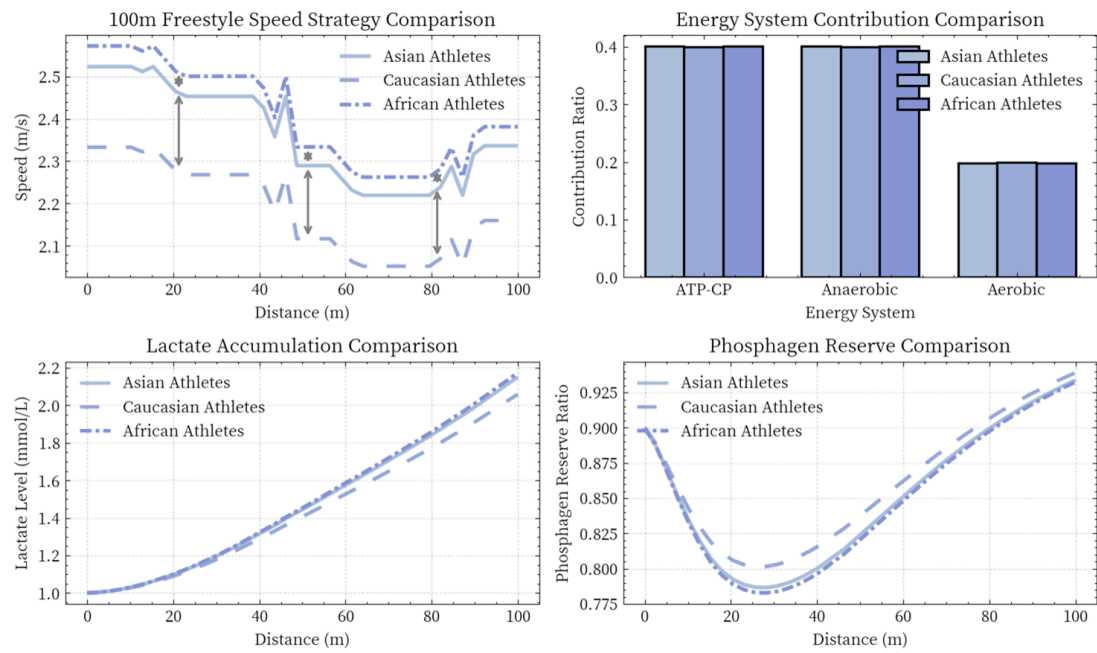 100m Freestyle Speed Strategy Comparison
Speed (m/s)
2.5
2.4
2.3
2.2
2.1
Asian Athletes
Caucasian Athletes
African Athletes
0 20 40 60 80 100
Distance (m)
Energy System Contribution Comparison
Contribution Ratio
0.4
0.3
0.2
0.1
0.0
Asian Athletes
Caucasian Athletes
African Athletes
ATP-CP Anaerobic Aerobic
Energy System
Lactate Accumulation Comparison
Lactate Level (mmol/L)
2.2
2.0
1.8
1.6
1.4
1.2
1.0
Asian Athletes
Caucasian Athletes
African Athletes
0 20 40 60 80 100
Distance (m)
Phosphagen Reserve Comparison
Phosphagen Reserve Ratio
0.925
0.900
0.875
0.850
0.825
0.800
0.775
Asian Athletes
Caucasian Athletes
African Athletes
0 20 40 60 80 100
Distance (m)